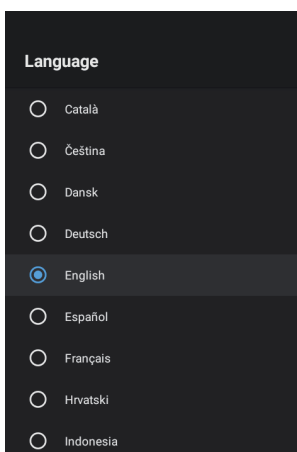 Language
Català
Čeština
Dansk
Deutsch
English
Español
Français
Hrvatski
Indonesia